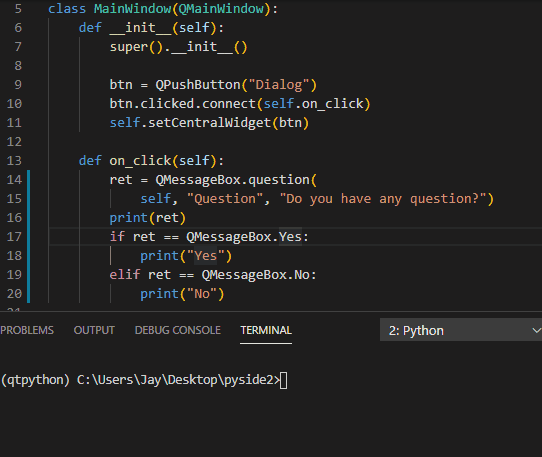 5 class MainWindow(QMainWindow):
6     def __init__(self):
7         super().__init__()
8
9         btn = QPushButton("Dialog")
10         btn.clicked.connect(self.on_click)
11         self.setCentralWidget(btn)
12
13     def on_click(self):
14         ret = QMessageBox.question(
15             self, "Question", "Do you have any question?")
16         print(ret)
17         if ret == QMessageBox.Yes:
18             print("Yes")
19         elif ret == QMessageBox.No:
20             print("No")
PROBLEMS OUTPUT DEBUG CONSOLE TERMINAL 2: Python
(qtpython) C:\Users\Jay\Desktop\pyside2>